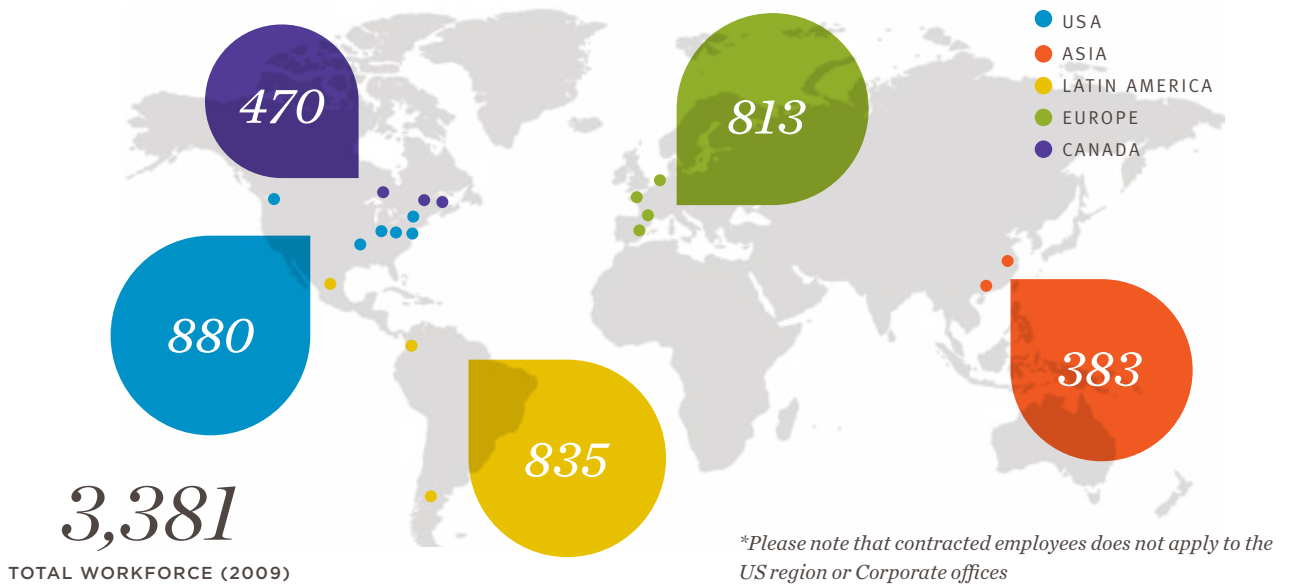 USA
ASIA
LATIN AMERICA
EUROPE
CANADA
470
813
880
383
835
3,381
TOTAL WORKFORCE (2009)
*Please note that contracted employees does not apply to the
US region or Corporate offices